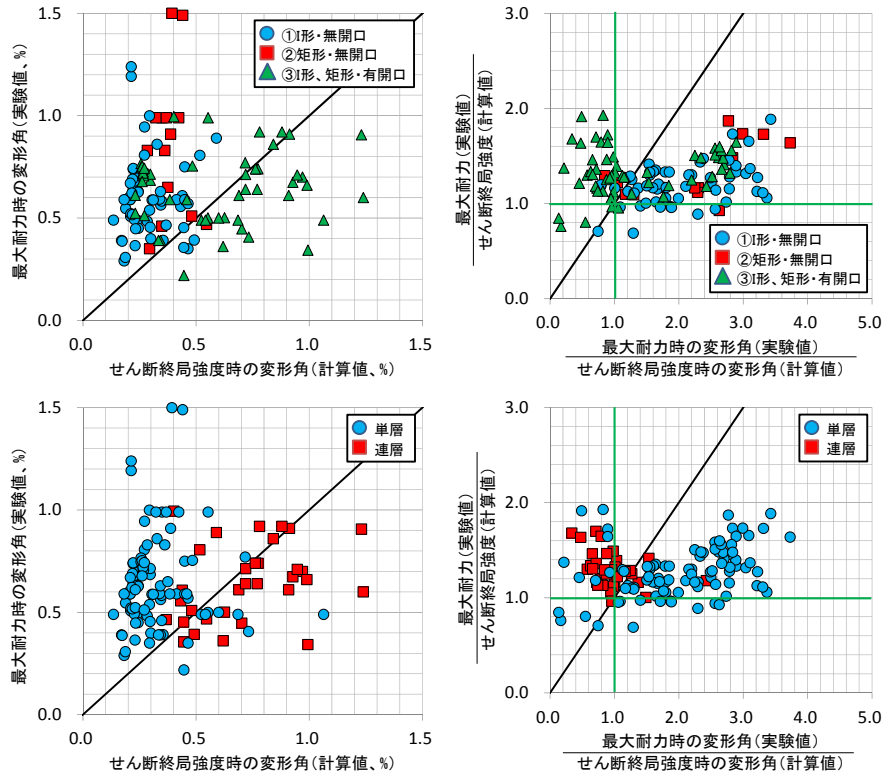 最大耐力時の変形角（実験値、%）
1.5
1.0
0.5
0.0
①I形・無開口
②矩形・無開口
③I形、矩形・有開口
0.0 0.5 1.0 1.5
せん断終局強度時の変形角（計算値、%）
最大耐力（実験値）
せん断終局強度（計算値）
3.0
2.0
1.0
0.0
①I形・無開口
②矩形・無開口
③I形、矩形・有開口
0.0 1.0 2.0 3.0 4.0 5.0
最大耐力時の変形角（実験値）
せん断終局強度時の変形角（計算値）
最大耐力時の変形角（実験値、%）
1.5
1.0
0.5
0.0
単層
連層
0.0 0.5 1.0 1.5
せん断終局強度時の変形角（計算値、%）
最大耐力（実験値）
せん断終局強度（計算値）
3.0
2.0
1.0
0.0
単層
連層
0.0 1.0 2.0 3.0 4.0 5.0
最大耐力時の変形角（実験値）
せん断終局強度時の変形角（計算値）